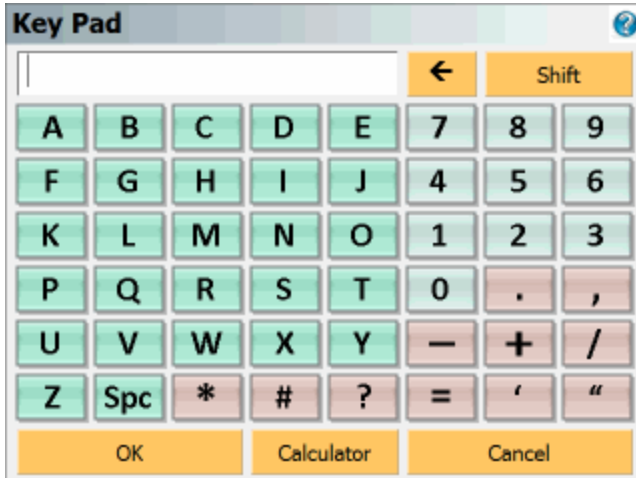 Key Pad ?
← Shift
A B C D E 7 8 9
F G H I J 4 5 6
K L M N O 1 2 3
P Q R S T 0 . ,
U V W X Y − + /
Z Spc * # ? = ‘ “
OK Calculator Cancel